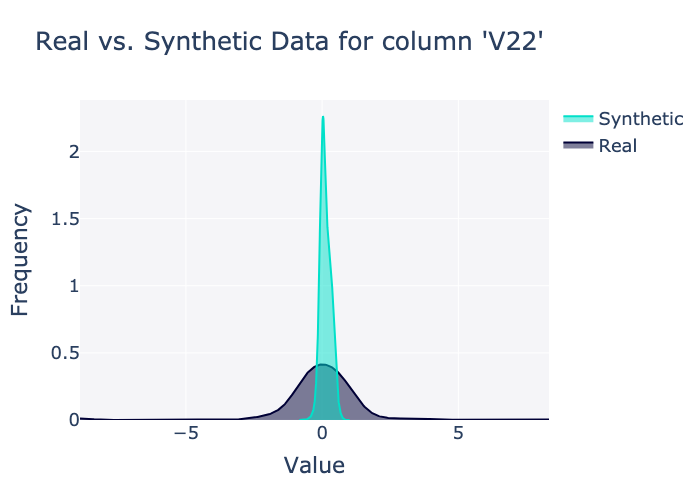 Real vs. Synthetic Data for column 'V22'
Synthetic
Real
Frequency
2
1.5
1
0.5
0
−5
0
5
Value